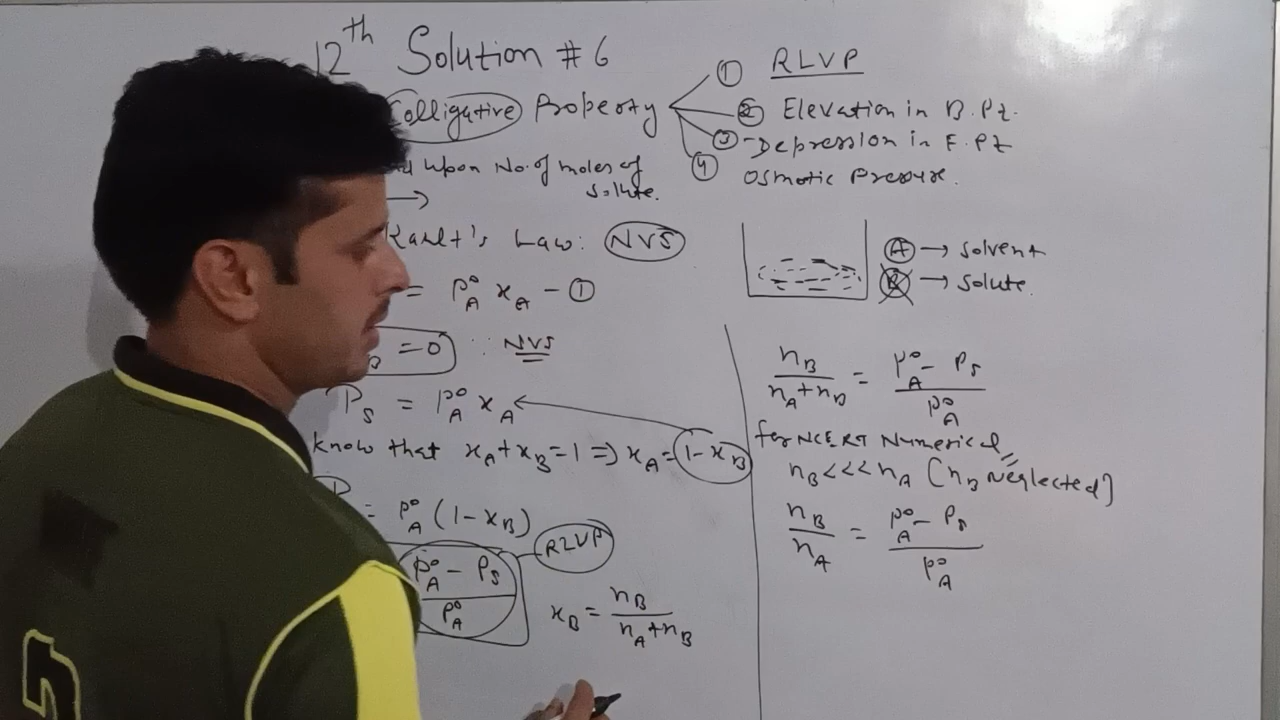 12th Solution # 6
Colligative Property
① RLVP
② Elevation in B.Pt.
③ Depression in F.Pt
④ Osmotic Pressure.
upon No. of moles of
solute.
Law: NVS
= P°A xA - ①
= 0 ∵ NVS
Ps = P°A xA
know that xA + xB = 1 ⇒ xA = 1 - xB
= P°A (1 - xB)
P°A - Ps / P°A
RLVP
xB = nB / nA + nB
A → solvent
B → solute.
nB / nA + nB = P°A - Ps / P°A
for NCERT Numerical
nB <<< nA (nB Neglected)
nB / nA = P°A - Ps / P°A